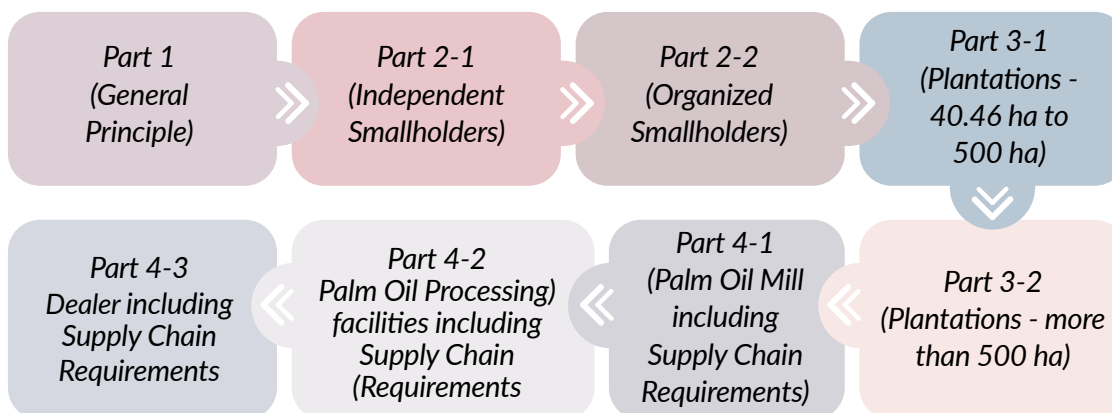 Part 1
(General
Principle)
Part 2-1
(Independent
Smallholders)
Part 2-2
(Organized
Smallholders)
Part 3-1
(Plantations -
40.46 ha to
500 ha)
Part 3-2
(Plantations - more
than 500 ha)
Part 4-1
(Palm Oil Mill
including
Supply Chain
Requirements)
Part 4-2
Palm Oil Processing)
facilities including
Supply Chain
(Requirements
Part 4-3
Dealer including
Supply Chain
Requirements